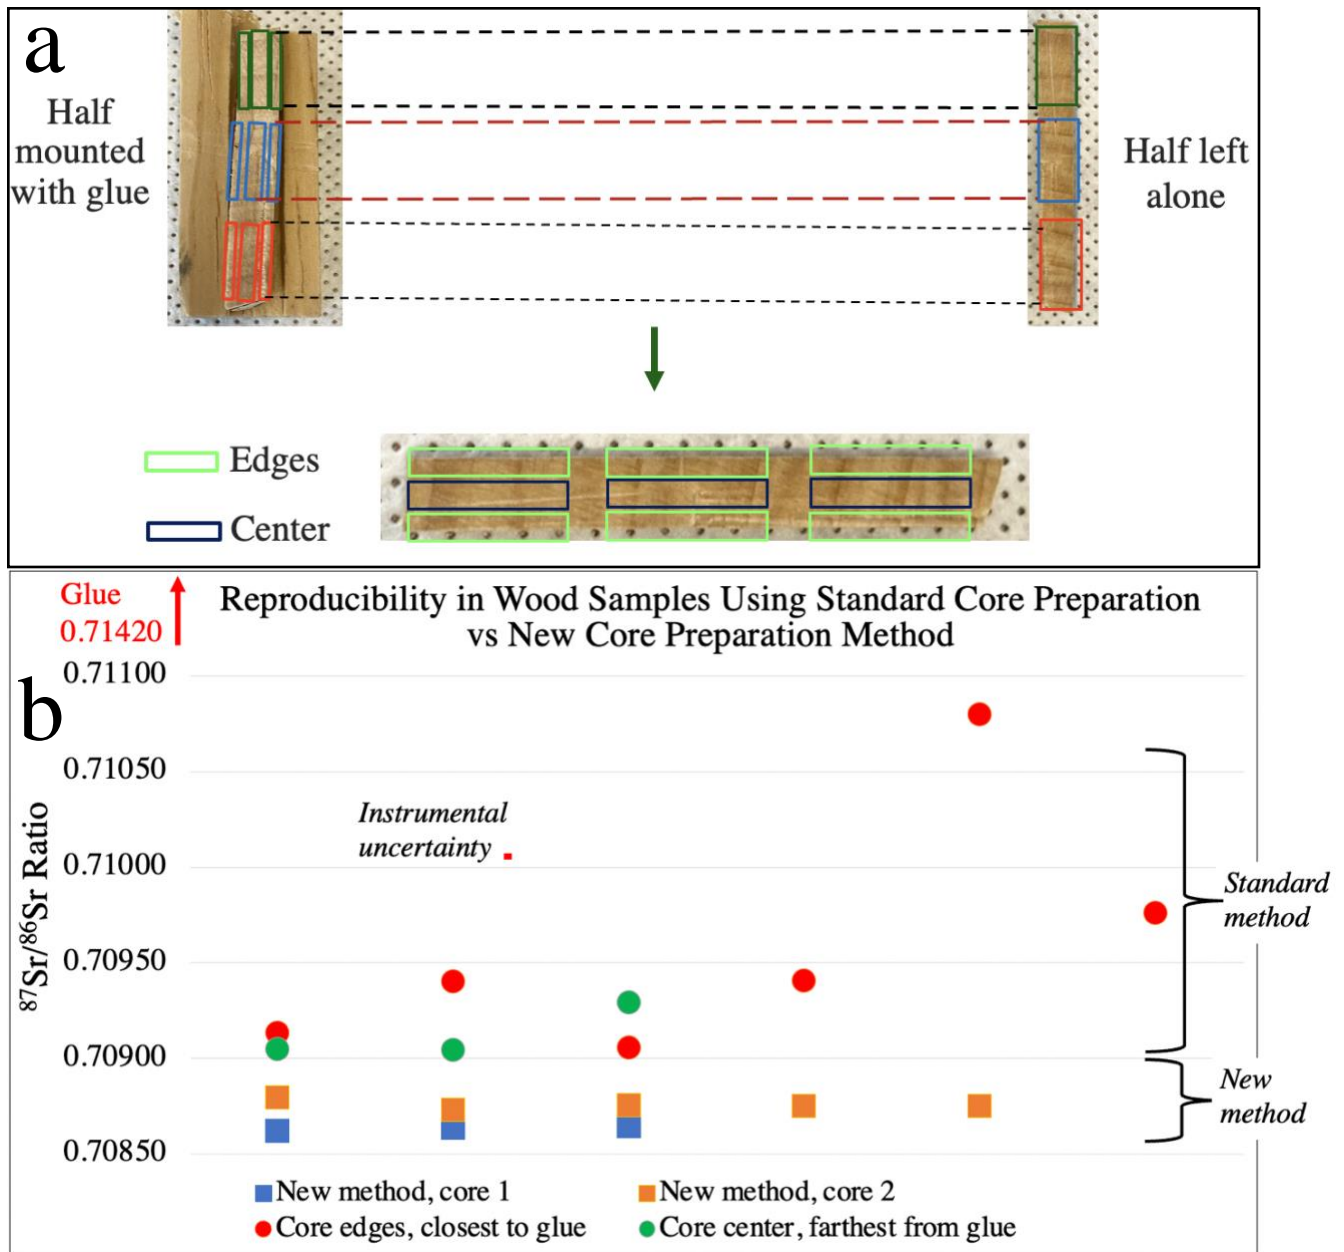 a
Half
mounted
with glue
Half left
alone
Edges
Center
b
Glue
0.71420
Reproducibility in Wood Samples Using Standard Core Preparation
vs New Core Preparation Method
87Sr/86Sr Ratio
0.71100
0.71050
0.71000
0.70950
0.70900
0.70850
Instrumental
uncertainty
Standard
method
New
method
New method, core 1
New method, core 2
Core edges, closest to glue
Core center, farthest from glue